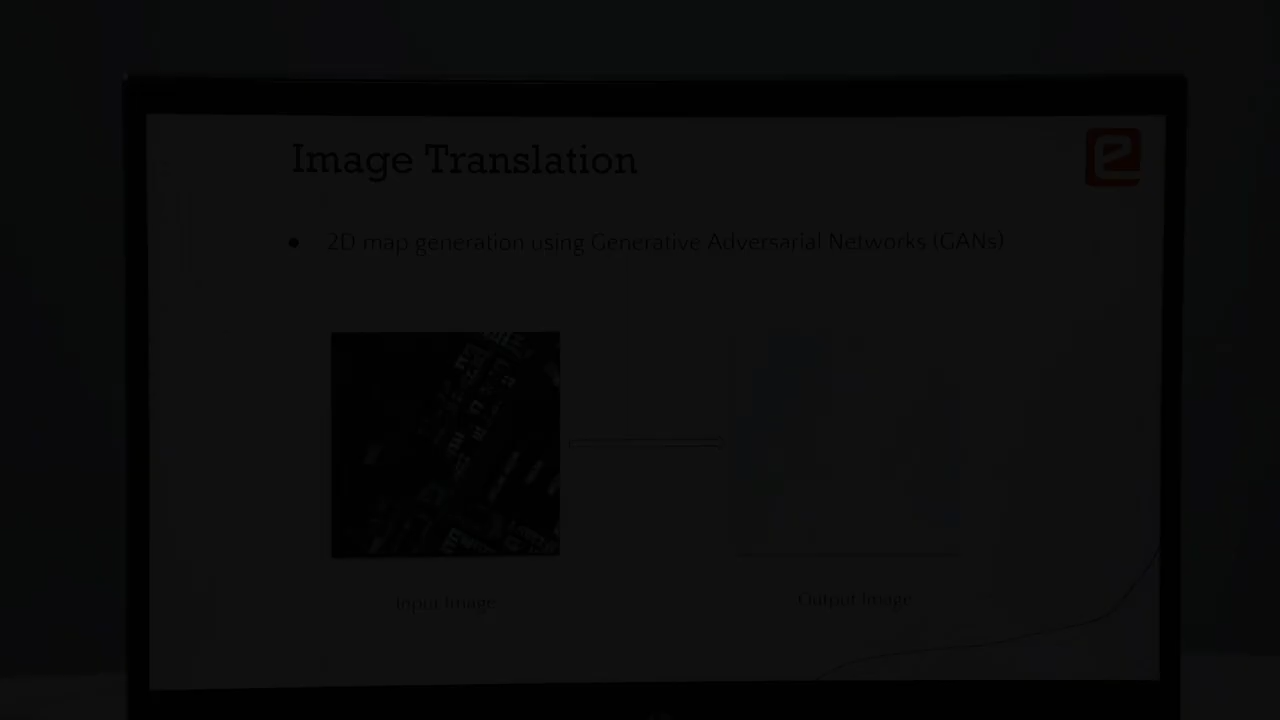 Image Translation
● 2D map generation using Generative Adversarial Networks (GANs)
Input Image
Output Image